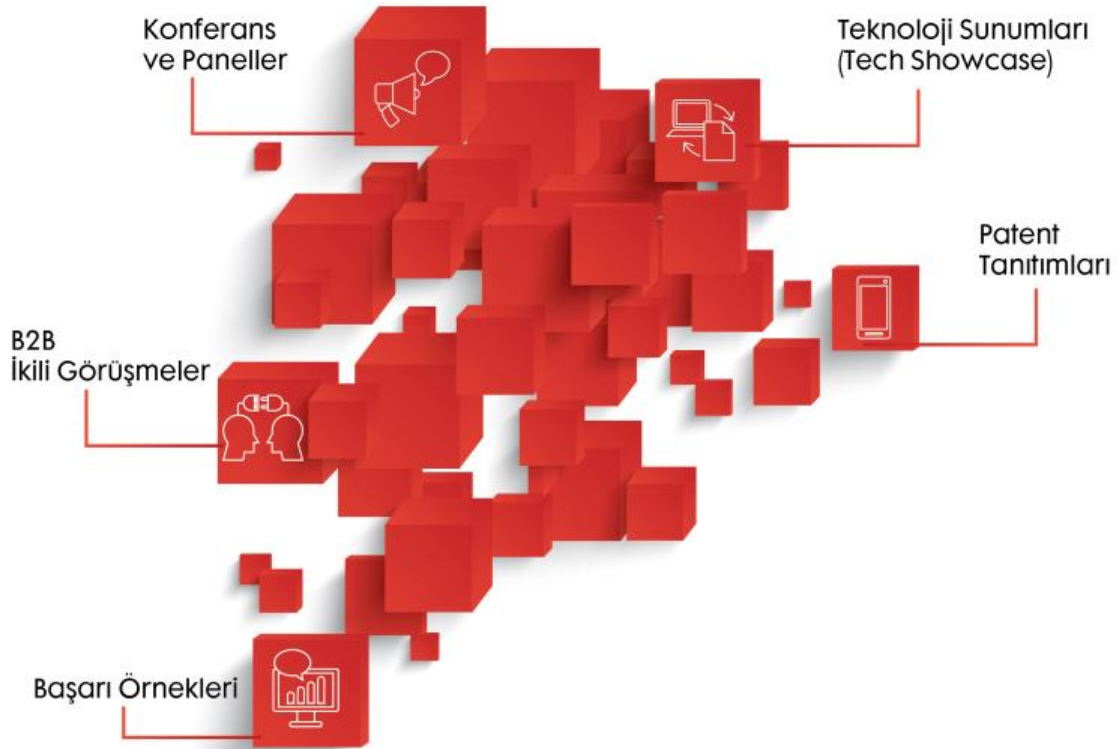 Konferans
ve Paneller
Teknoloji Sunumları
(Tech Showcase)
Patent
Tanıtımları
B2B
İkili Görüşmeler
Başarı Örnekleri